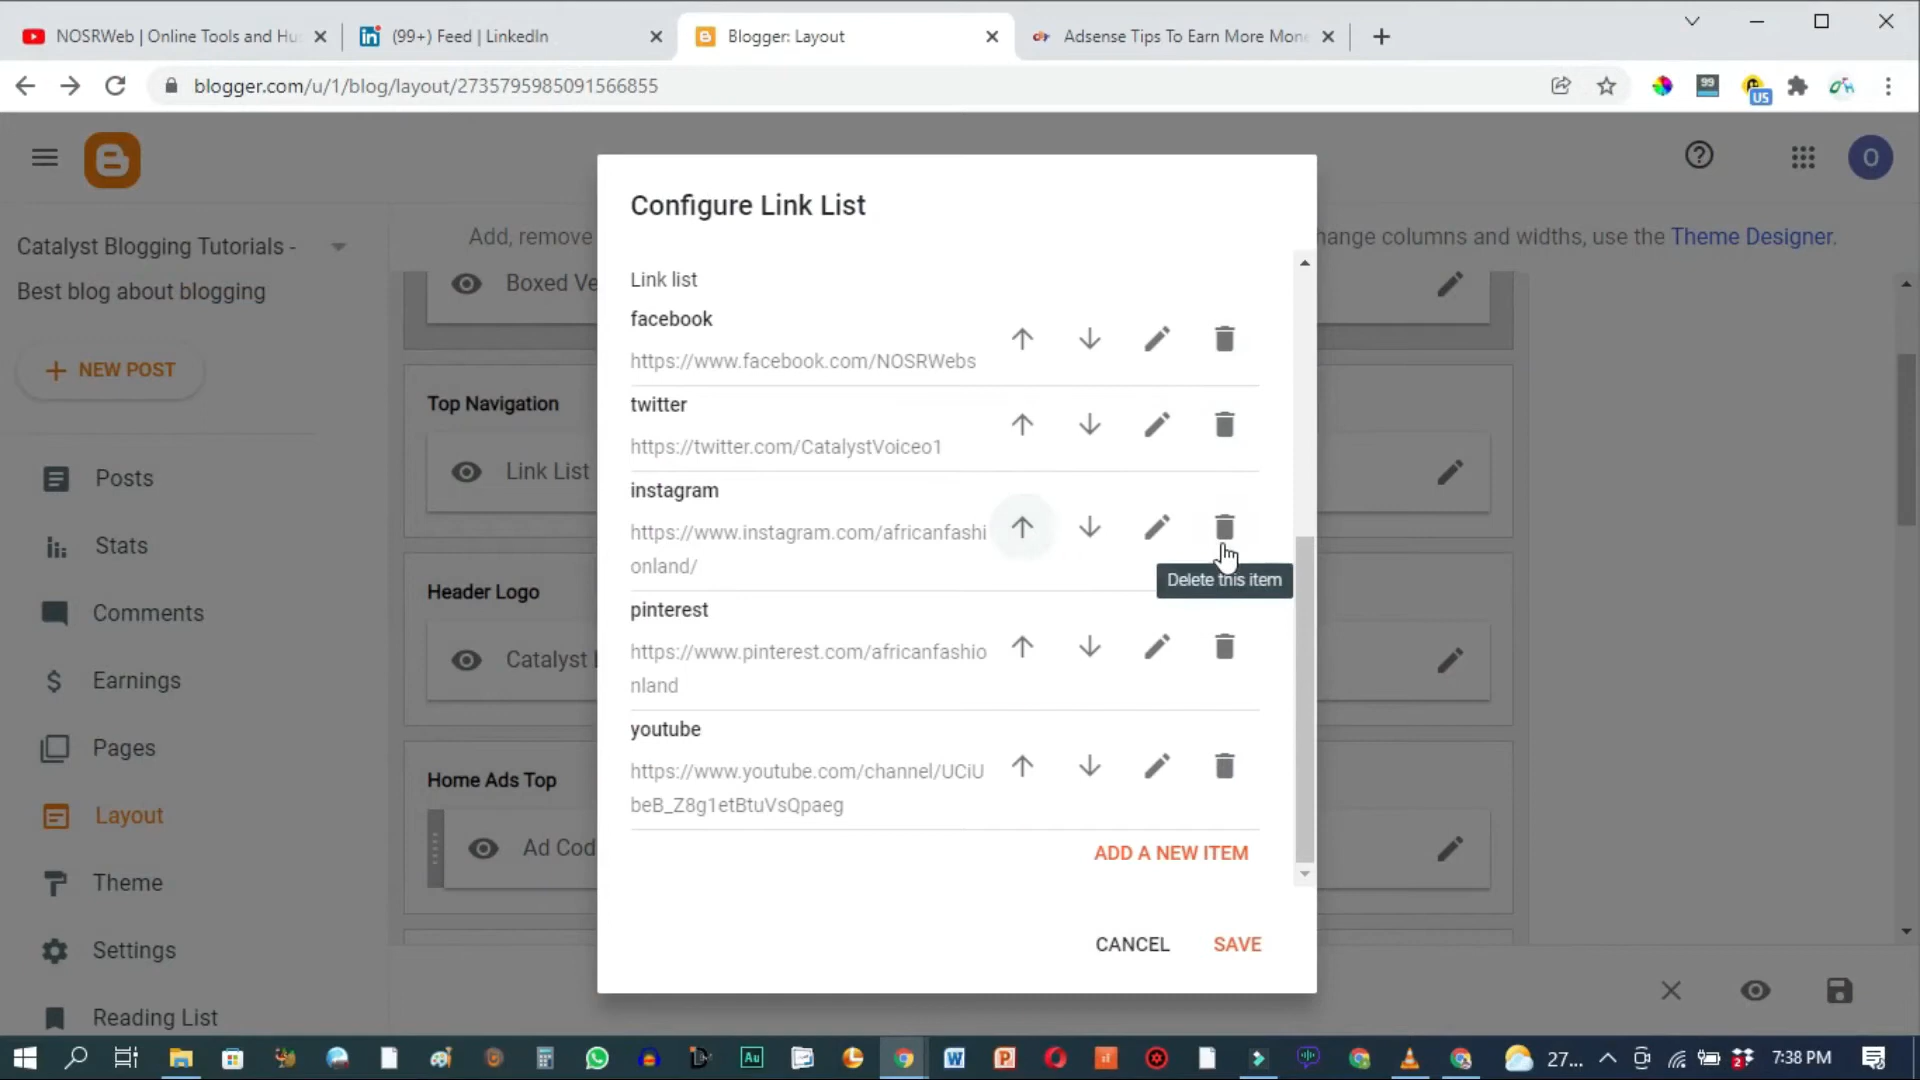 NOSRWeb | Online Tools and Hu
(99+) Feed | LinkedIn
Blogger: Layout
Adsense Tips To Earn More Mone
blogger.com/u/1/blog/layout/2735795985091566855
99
US
O
Catalyst Blogging Tutorials -
Best blog about blogging
Add, remove
hange columns and widths, use the Theme Designer.
NEW POST
Posts
Stats
Comments
Earnings
Pages
Layout
Theme
Settings
Reading List
Boxed Ve
Top Navigation
Link List
Header Logo
Catalyst
Home Ads Top
Ad Cod
Configure Link List
Link list
facebook
https://www.facebook.com/NOSRWebs
twitter
https://twitter.com/CatalystVoiceo1
instagram
https://www.instagram.com/africanfashi
onland/
Delete this item
pinterest
https://www.pinterest.com/africanfashio
nland
youtube
https://www.youtube.com/channel/UCiU
beB_Z8g1etBtuVsQpaeg
ADD A NEW ITEM
CANCEL
SAVE
27...
7:38 PM